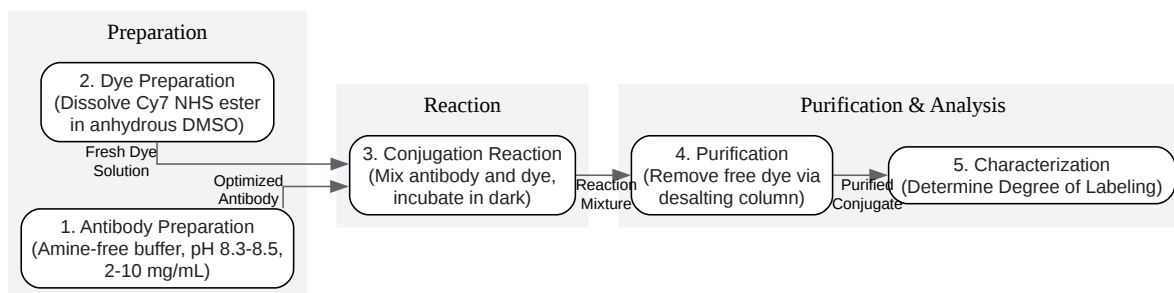 Preparation
2. Dye Preparation
(Dissolve Cy7 NHS ester
in anhydrous DMSO)
Fresh Dye
Solution
Optimized
Antibody
1. Antibody Preparation
(Amine-free buffer, pH 8.3-8.5,
2-10 mg/mL)
Reaction
3. Conjugation Reaction
(Mix antibody and dye,
incubate in dark)
Reaction
Mixture
Purification & Analysis
4. Purification
(Remove free dye via
desalting column)
Purified
Conjugate
5. Characterization
(Determine Degree of Labeling)